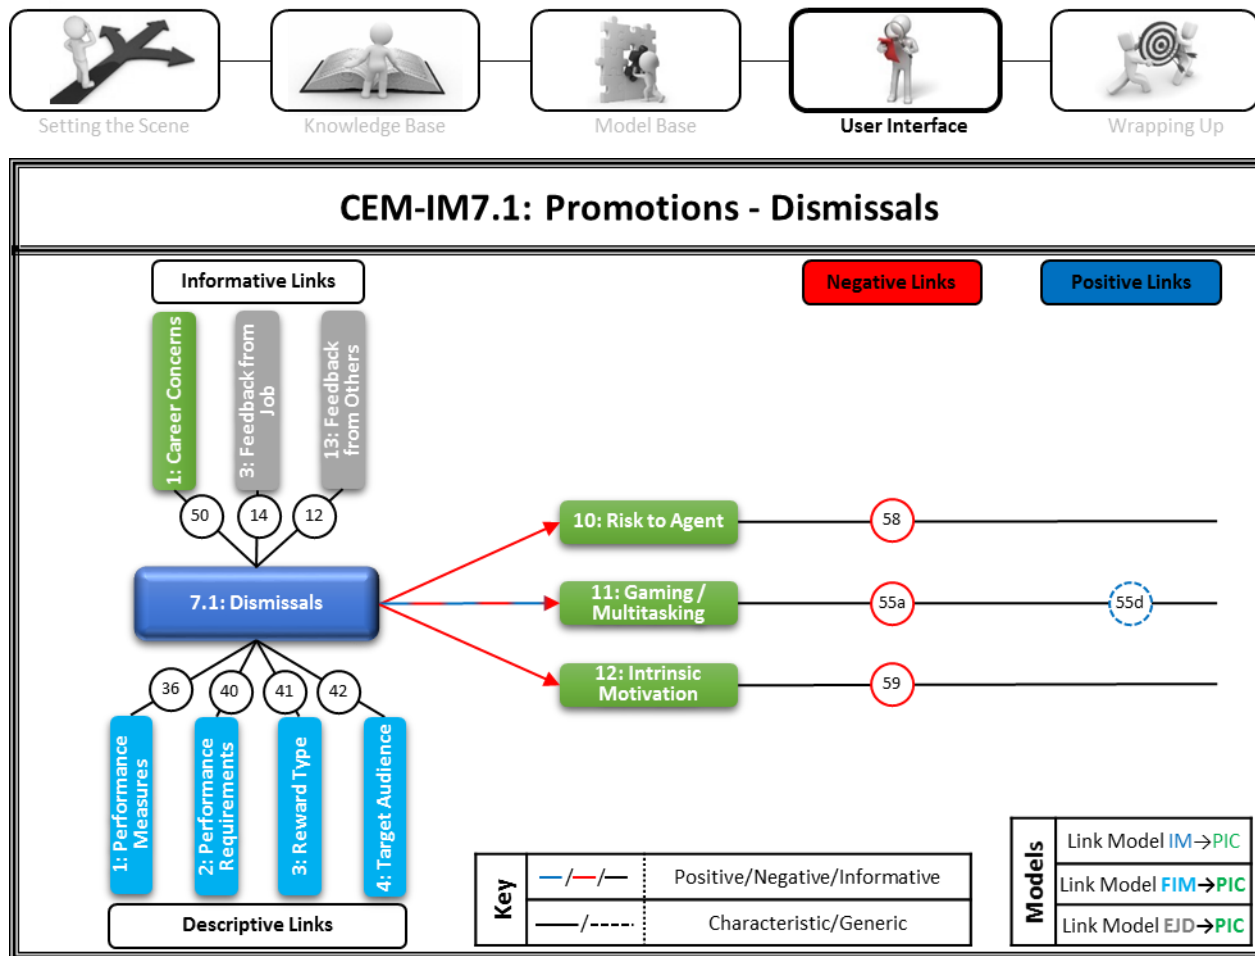 Setting the Scene
Knowledge Base
Model Base
User Interface
Wrapping Up
CEM-IM7.1: Promotions - Dismissals
Informative Links
Negative Links
Positive Links
1: Career Concerns
3: Feedback from
Job
13: Feedback
from Others
50
14
12
10: Risk to Agent
58
7.1: Dismissals
11: Gaming /
Multitasking
55a
55d
12: Intrinsic
Motivation
59
36
40
41
42
1: Performance
Measures
2: Performance
Requirements
3: Reward Type
4: Target Audience
Descriptive Links
Key
/ /
Positive/Negative/Informative
/
Characteristic/Generic
Models
Link Model IM→PIC
Link Model FIM→PIC
Link Model EJD→PIC